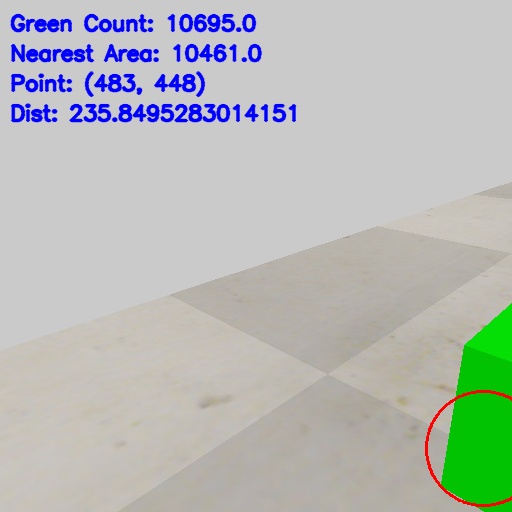 Green Count: 10695.0
Nearest Area: 10461.0
Point: (483, 448)
Dist: 235.8495283014151